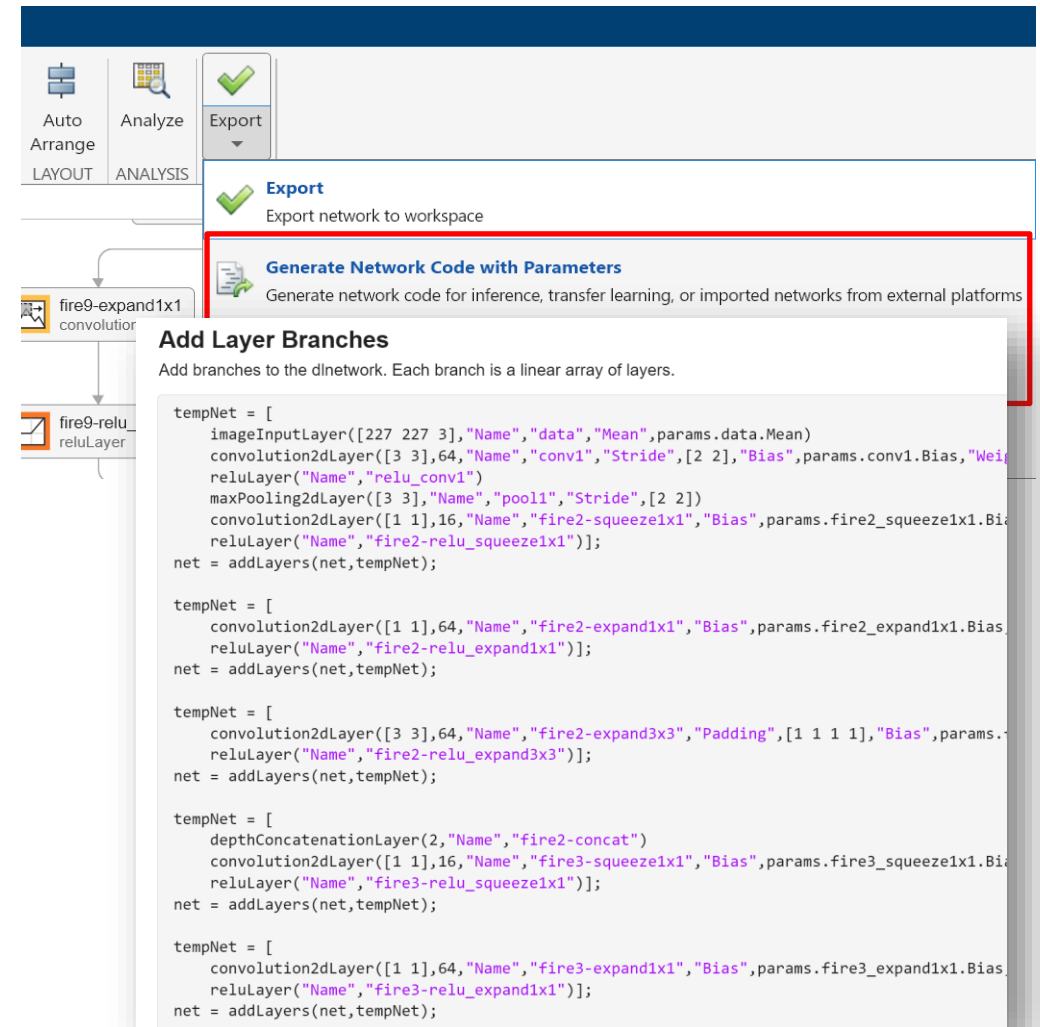 Auto
Arrange
Analyze
Export
LAYOUT
ANALYSIS
Export
Export network to workspace
Generate Network Code with Parameters
Generate network code for inference, transfer learning, or imported networks from external platforms
fire9-expand1x1
convolution
fire9-relu_
reluLayer
Add Layer Branches
Add branches to the dlnetwork. Each branch is a linear array of layers.
tempNet = [
imageInputLayer([227 227 3],"Name","data","Mean",params.data.Mean)
convolution2dLayer([3 3],64,"Name","conv1","Stride",[2 2],"Bias",params.conv1.Bias,"Wei
reluLayer("Name","relu_conv1")
maxPooling2dLayer([3 3],"Name","pool1","Stride",[2 2])
convolution2dLayer([1 1],16,"Name","fire2-squeeze1x1","Bias",params.fire2_squeeze1x1.Bi
reluLayer("Name","fire2-relu_squeeze1x1")];
net = addLayers(net,tempNet);
tempNet = [
convolution2dLayer([1 1],64,"Name","fire2-expand1x1","Bias",params.fire2_expand1x1.Bias
reluLayer("Name","fire2-relu_expand1x1")];
net = addLayers(net,tempNet);
tempNet = [
convolution2dLayer([3 3],64,"Name","fire2-expand3x3","Padding",[1 1 1 1],"Bias",params.
reluLayer("Name","fire2-relu_expand3x3")];
net = addLayers(net,tempNet);
tempNet = [
depthConcatenationLayer(2,"Name","fire2-concat")
convolution2dLayer([1 1],16,"Name","fire3-squeeze1x1","Bias",params.fire3_squeeze1x1.Bi
reluLayer("Name","fire3-relu_squeeze1x1")];
net = addLayers(net,tempNet);
tempNet = [
convolution2dLayer([1 1],64,"Name","fire3-expand1x1","Bias",params.fire3_expand1x1.Bias
reluLayer("Name","fire3-relu_expand1x1")];
net = addLayers(net,tempNet);